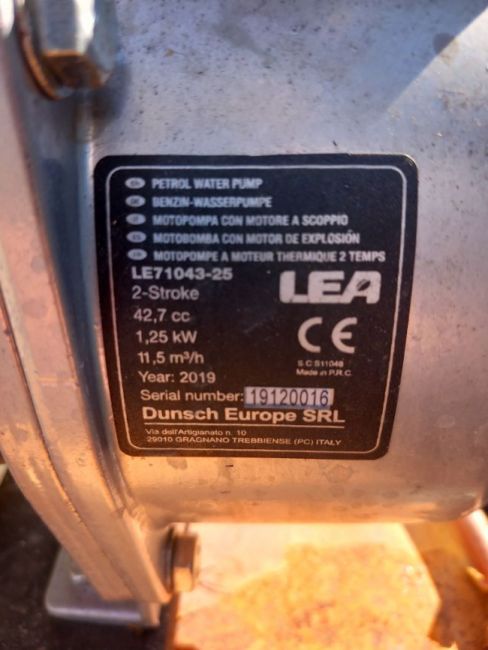 PETROL WATER PUMP
BENZIN-WASSERPUMPE
MOTOPOMPA CON MOTORE A SCOPPIO
MOTOBOMBA CON MOTOR DE EXPLOSIÓN
MOTOPOMPE A MOTEUR THERMIQUE 2 TEMPS
LE71043-25
LEA
2-Stroke
42,7 cc
1,25 kW
CE
11,5 m³/h
S C S11048
Year: 2019
Made in P.R.C.
Serial number: 19120016
Dunsch Europe SRL
Via dell'Artigianato n. 10
29010 GRAGNANO TREBBIENSE (PC) ITALY